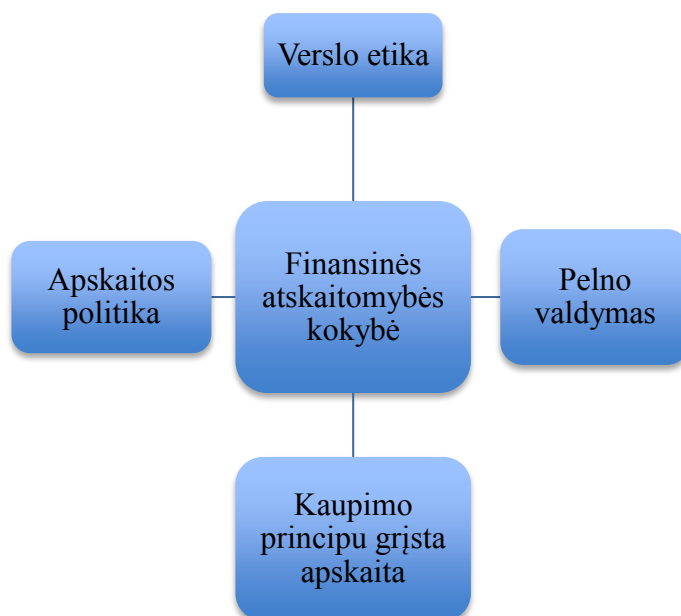 Verslo etika
Apskaitos
politika
Finansinės
atskaitomybės
kokybė
Pelno
valdymas
Kaupimo
principu grįsta
apskaita